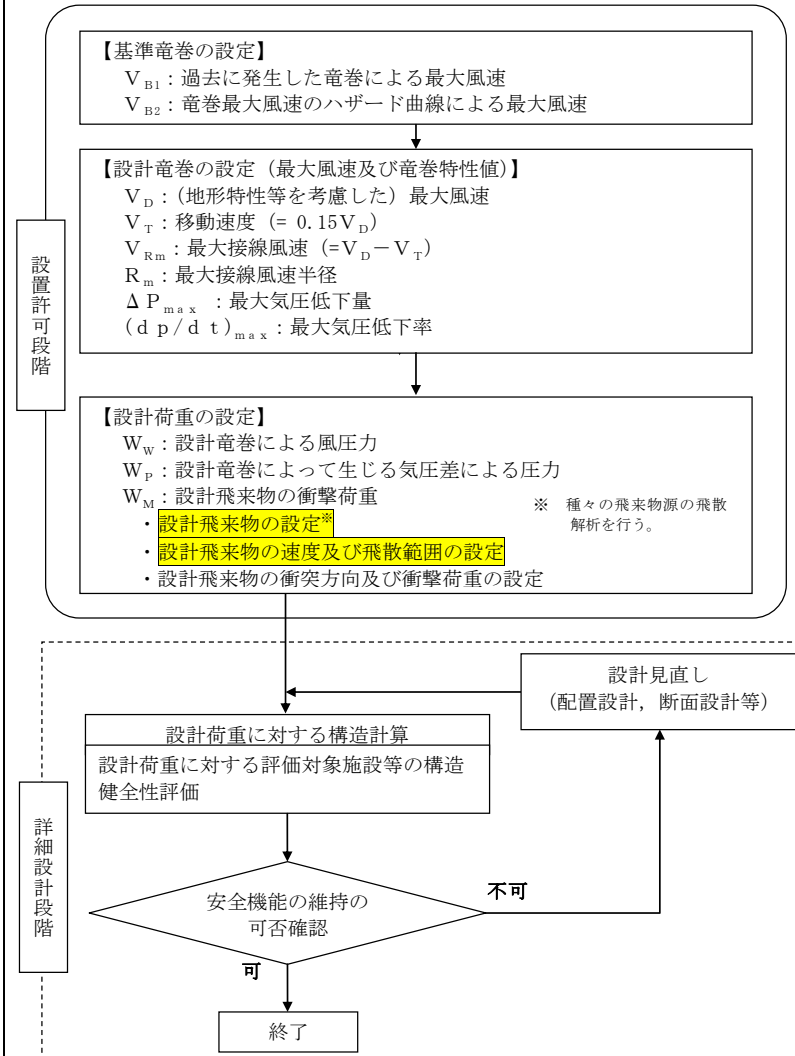 【基準竜巻の設定】
V_B1：過去に発生した竜巻による最大風速
V_B2：竜巻最大風速のハザード曲線による最大風速
【設計竜巻の設定（最大風速及び竜巻特性値）】
V_D：（地形特性等を考慮した）最大風速
V_T：移動速度（= 0.15V_D）
V_Rm：最大接線風速（=V_D－V_T）
R_m：最大接線風速半径
ΔP_max ：最大気圧低下量
(dp/dt)_max：最大気圧低下率
設置許可段階
【設計荷重の設定】
W_W：設計竜巻による風圧力
W_P：設計竜巻によって生じる気圧差による圧力
W_M：設計飛来物の衝撃荷重
・設計飛来物の設定※
・設計飛来物の速度及び飛散範囲の設定
・設計飛来物の衝突方向及び衝撃荷重の設定
※ 種々の飛来物源の飛散
解析を行う。
設計見直し
（配置設計，断面設計等）
設計荷重に対する構造計算
設計荷重に対する評価対象施設等の構造
健全性評価
詳細設計段階
安全機能の維持の
可否確認
不可
可
終了